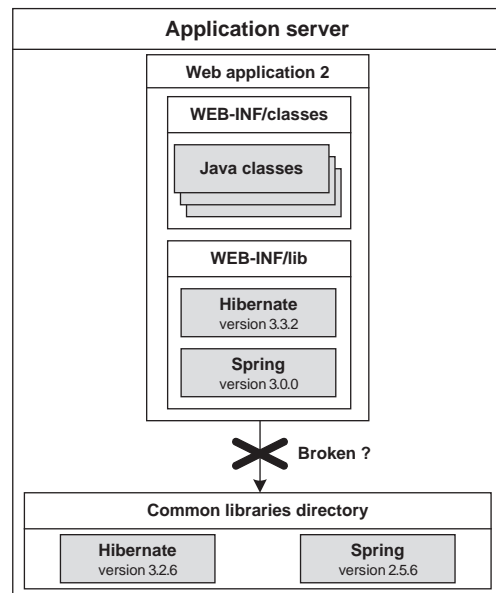 Application server
Web application 2
WEB-INF/classes
Java classes
WEB-INF/lib
Hibernate
version 3.3.2
Spring
version 3.0.0
Broken ?
Common libraries directory
Hibernate
version 3.2.6
Spring
version 2.5.6